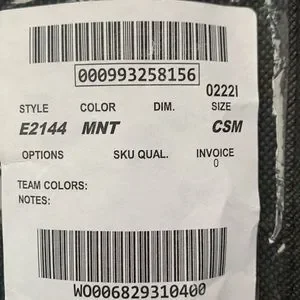 000993258156
02221
STYLE COLOR DIM. SIZE
E2144 MNT CSM
OPTIONS SKU QUAL. INVOICE
0
TEAM COLORS:
NOTES:
WO006829310400